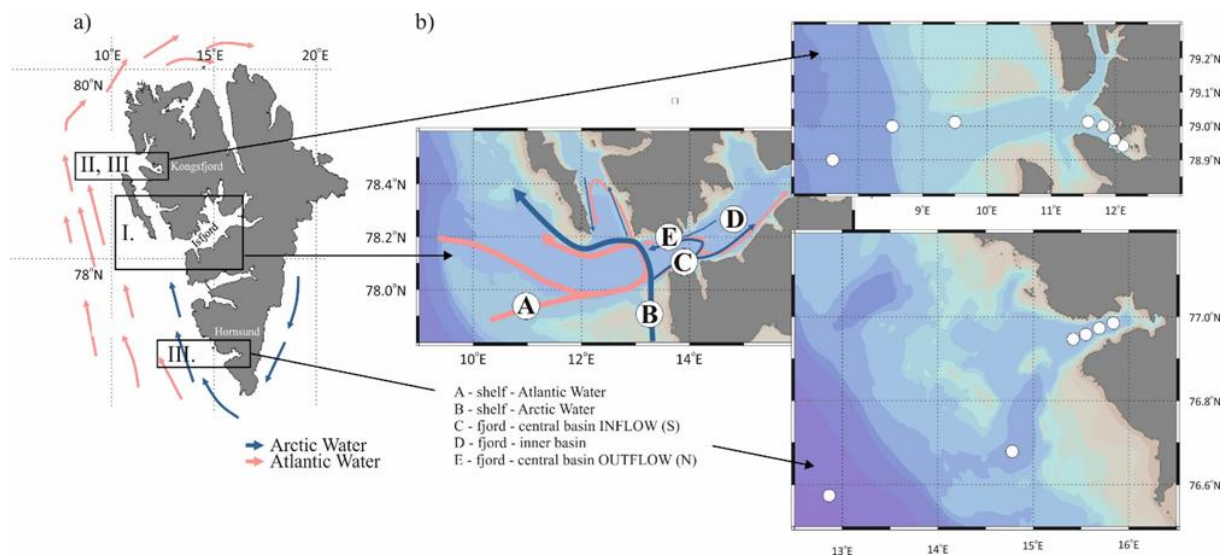 a)
b)
10°E
15°E
20°E
80°N
78°N
II, III
Kongsfjord
I.
Isfjord
Hornsund
III.
Arctic Water
Atlantic Water
78.4°N
78.2°N
78.0°N
10°E
12°E
14°E
A
B
C
D
E
A - shelf - Atlantic Water
B - shelf - Arctic Water
C - fjord - central basin INFLOW (S)
D - fjord - inner basin
E - fjord - central basin OUTFLOW (N)
79.2°N
79.1°N
79.0°N
78.9°N
9°E
10°E
11°E
12°E
77.0°N
76.8°N
76.6°N
13°E
14°E
15°E
16°E